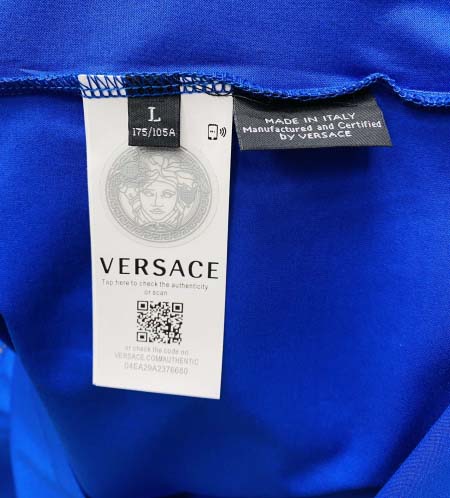 L
175/105A
MADE IN ITALY
Manufactured and Certified
by VERSACE
VERSACE
Tap here to check the authenticity
or scan
or check the code no.
VERSACE.COM/AUTHENTIC
04EA29A2376680